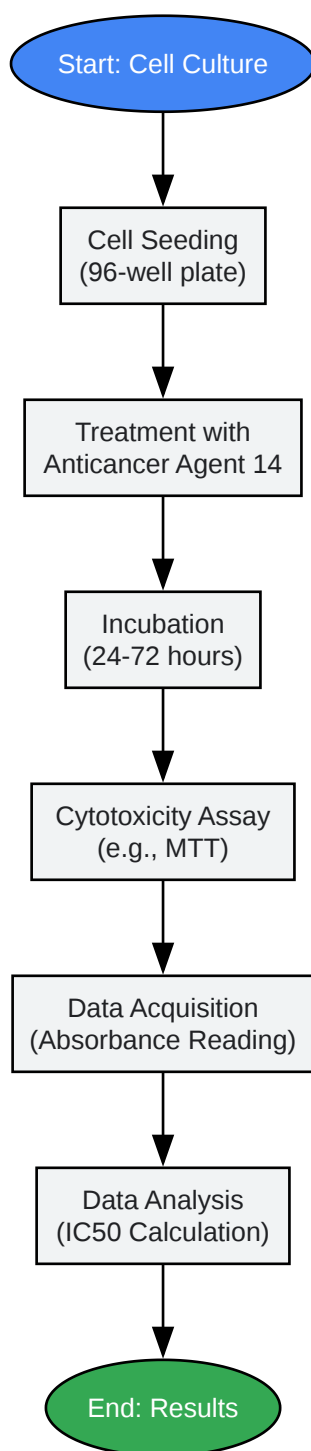 Start: Cell Culture
Cell Seeding
(96-well plate)
Treatment with
Anticancer Agent 14
Incubation
(24-72 hours)
Cytotoxicity Assay
(e.g., MTT)
Data Acquisition
(Absorbance Reading)
Data Analysis
(IC50 Calculation)
End: Results